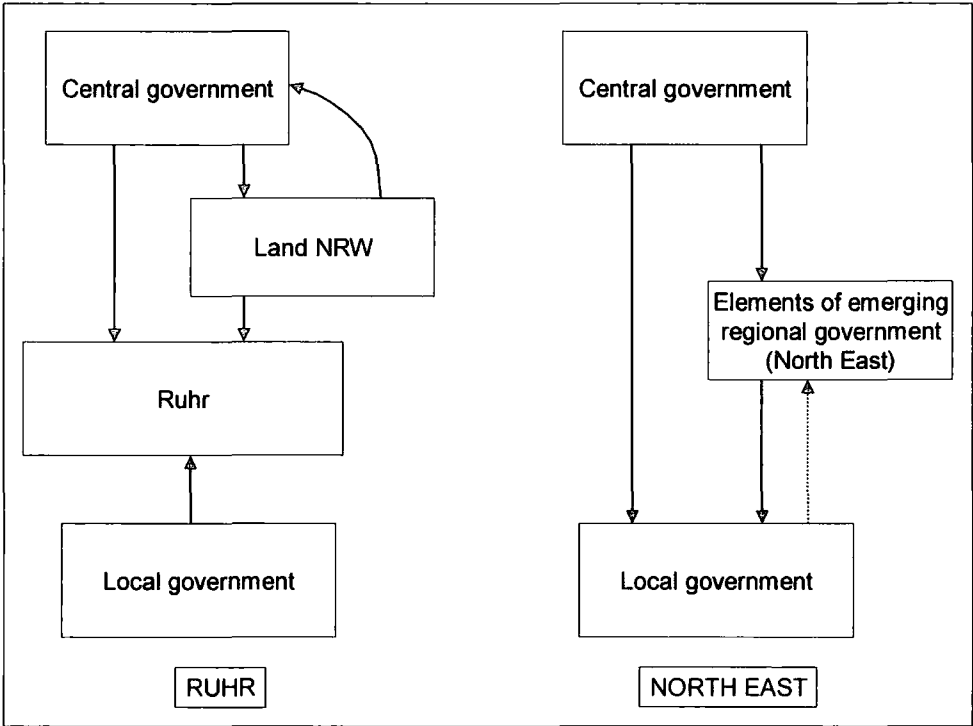 Central government
Land NRW
Ruhr
Local government
RUHR
Central government
Elements of emerging
regional government
(North East)
Local government
NORTH EAST